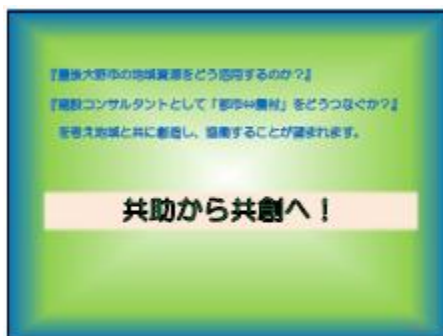 『豊後大野市の地域資源をどう活用するのか？』
『建設コンサルタントとして「都市⇔農村」をどうつなぐか？』
を考え地域と共に創造し、協働することが望まれます。
共助から共創へ！